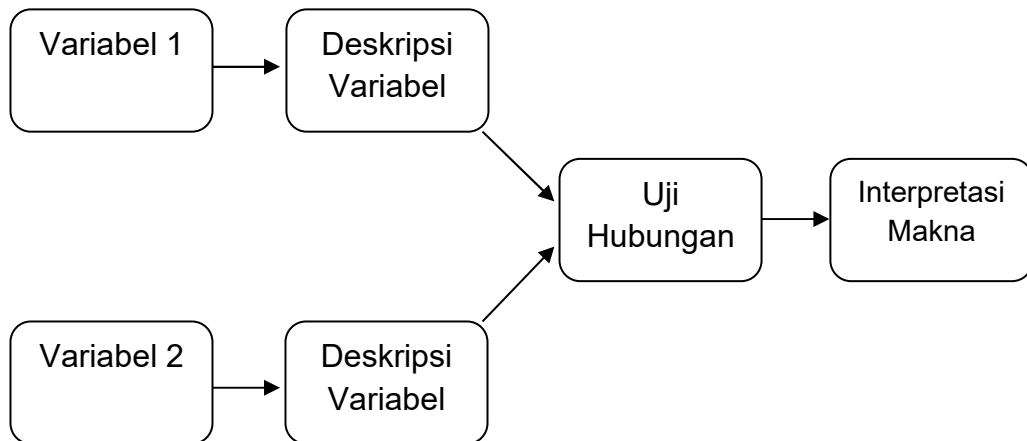 Variabel 1
Deskripsi
Variabel
Uji
Hubungan
Interpretasi
Makna
Variabel 2
Deskripsi
Variabel